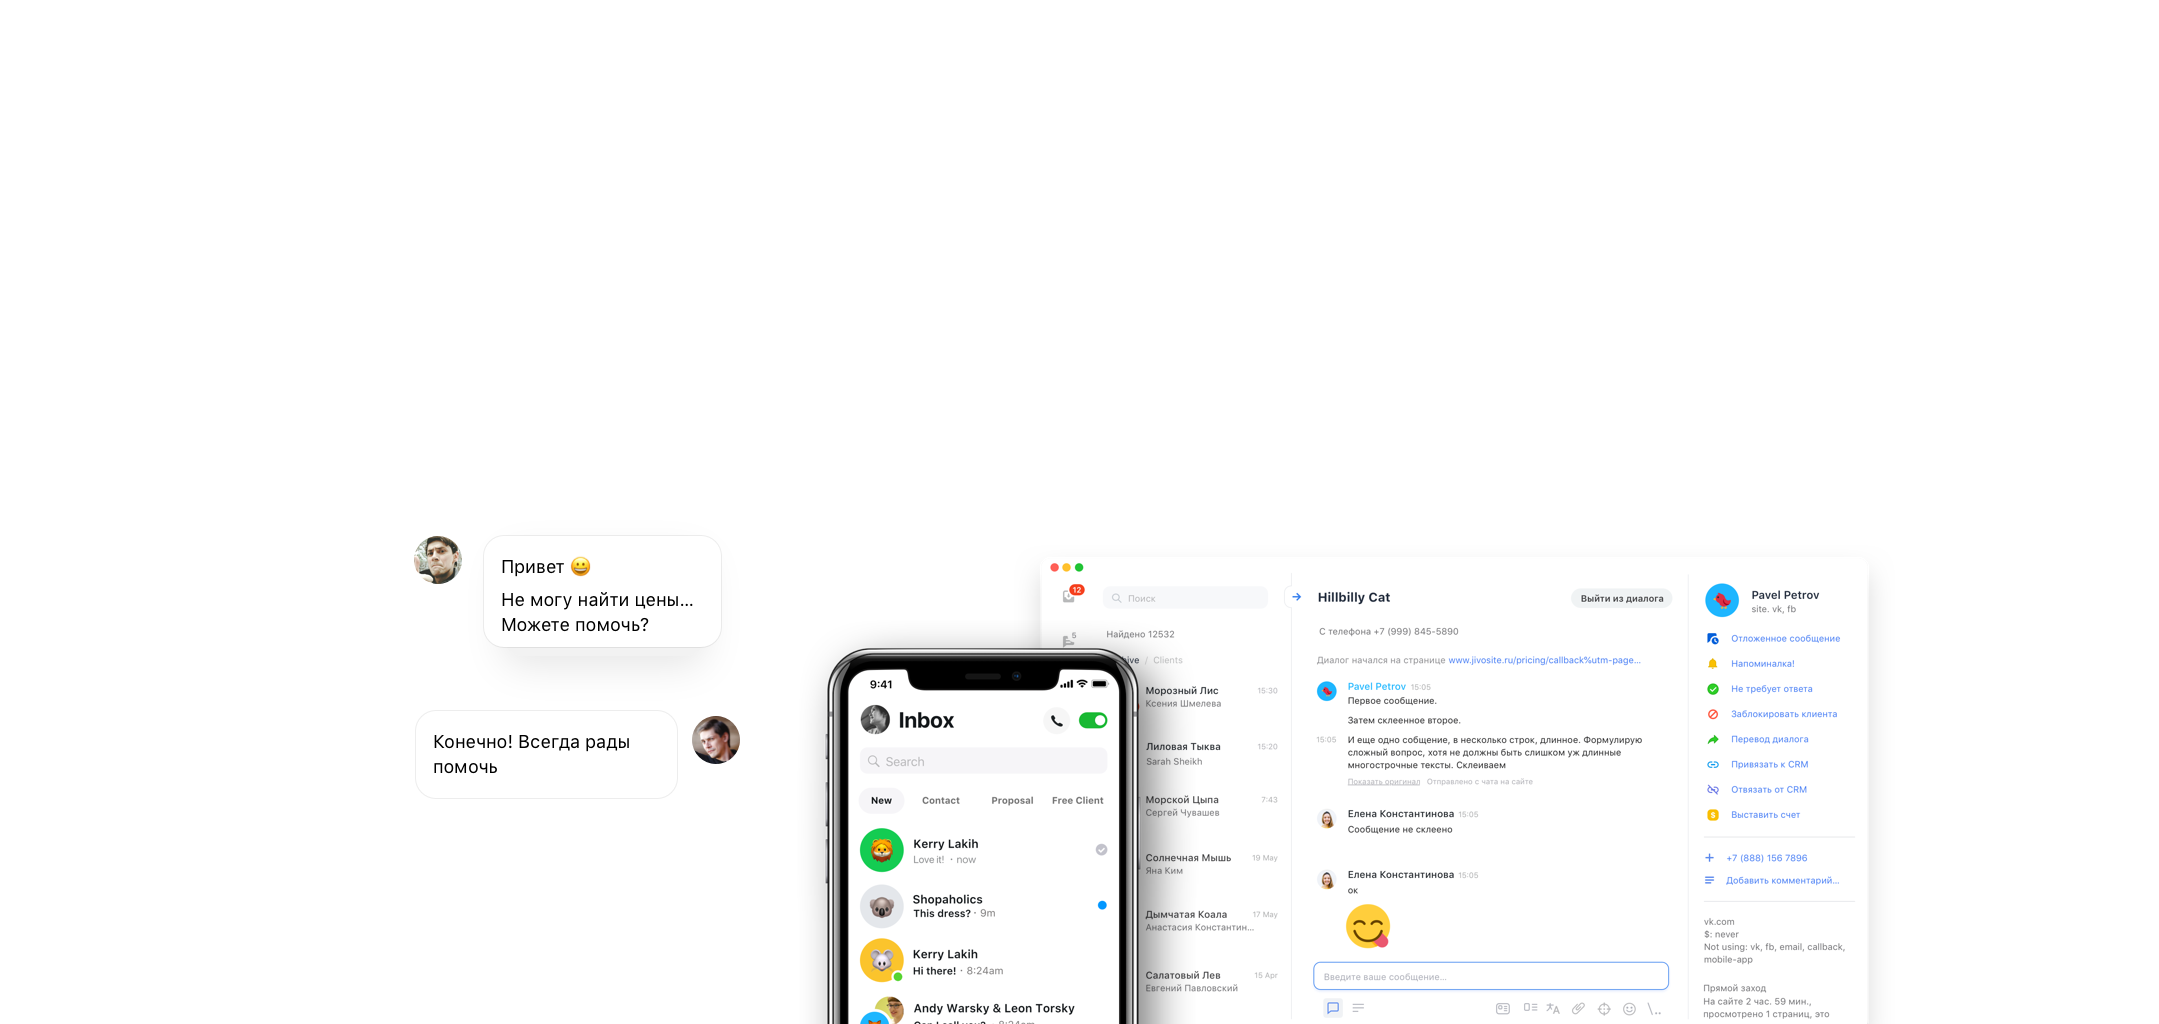 Привет 😀
Не могу найти цены...
Можете помочь?
Конечно! Всегда рады
помочь
9:41
Inbox
Search
New
Contact
Proposal
Free Client
Kerry Lakih
Love it! · now
Shopaholics
This dress? · 9m
Kerry Lakih
Hi there! · 8:24am
Andy Warsky & Leon Torsky
12
Поиск
5
Найдено 12532
/ Clients
Морозный Лис
15:30
Ксения Шмелева
Лиловая Тыква
15:20
Sarah Sheikh
Морской Цыпа
7:43
Сергей Чувашев
Солнечная Мышь
19 May
Яна Ким
Дымчатая Коала
17 May
Анастасия Константин...
Салатовый Лев
15 Apr
Евгений Павловский
Hillbilly Cat
Выйти из диалога
С телефона +7 (999) 845-5890
Диалог начался на странице www.jivosite.ru/pricing/callback%utm-page...
Pavel Petrov 15:05
Первое сообщение.
Затем склеенное второе.
15:05
И еще одно собщение, в несколько строк, длинное. Формулирую
сложный вопрос, хотя не должны быть слишком уж длинные
многострочные тексты. Склеиваем
Показать оригинал Отправлено с чата на сайте
Елена Константинова 15:05
Сообщение не склеено
Елена Константинова 15:05
ок
Введите ваше сообщение...
Pavel Petrov
site. vk, fb
Отложенное сообщение
Напоминалка!
Не требует ответа
Заблокировать клиента
Перевод диалога
Привязать к CRM
Отвязать от CRM
Выставить счет
+7 (888) 156 7896
Добавить комментарий...
vk.com
$: never
Not using: vk, fb, email, callback,
mobile-app
Прямой заход
На сайте 2 час. 59 мин.,
просмотрено 1 страниц, это